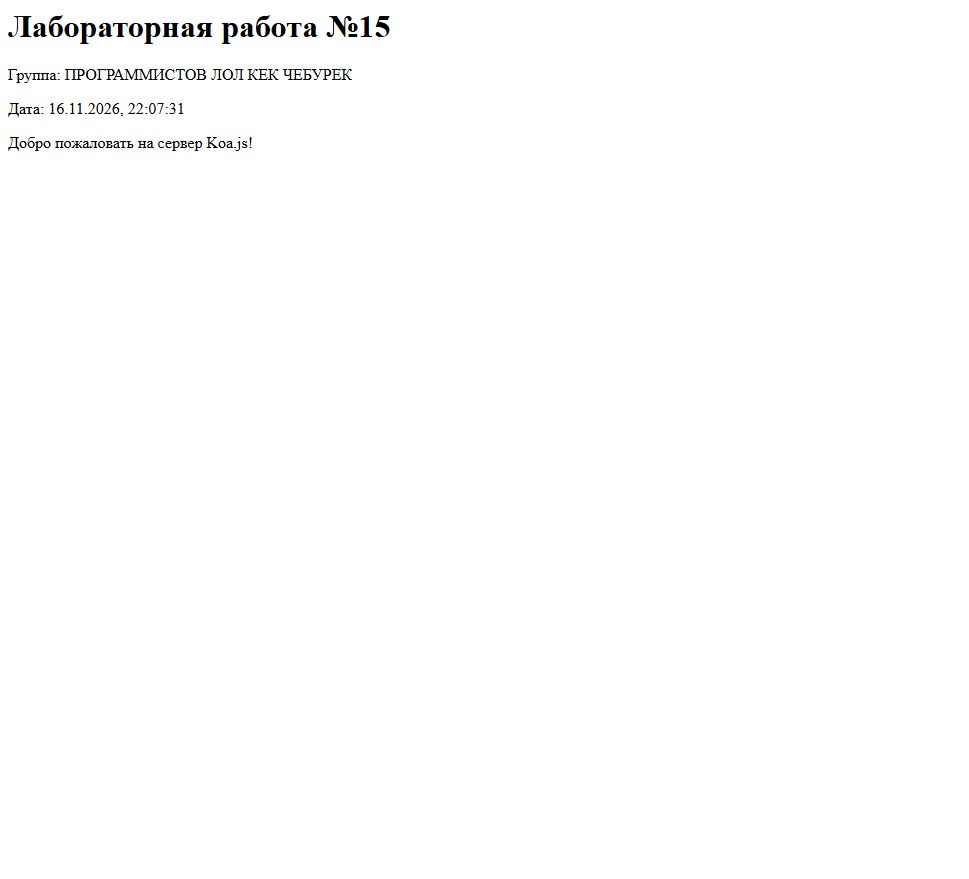 Лабораторная работа №15
Группа: ПРОГРАММИСТОВ ЛОЛ КЕК ЧЕБУРЕК
Дата: 16.11.2026, 22:07:31
Добро пожаловать на сервер Koa.js!